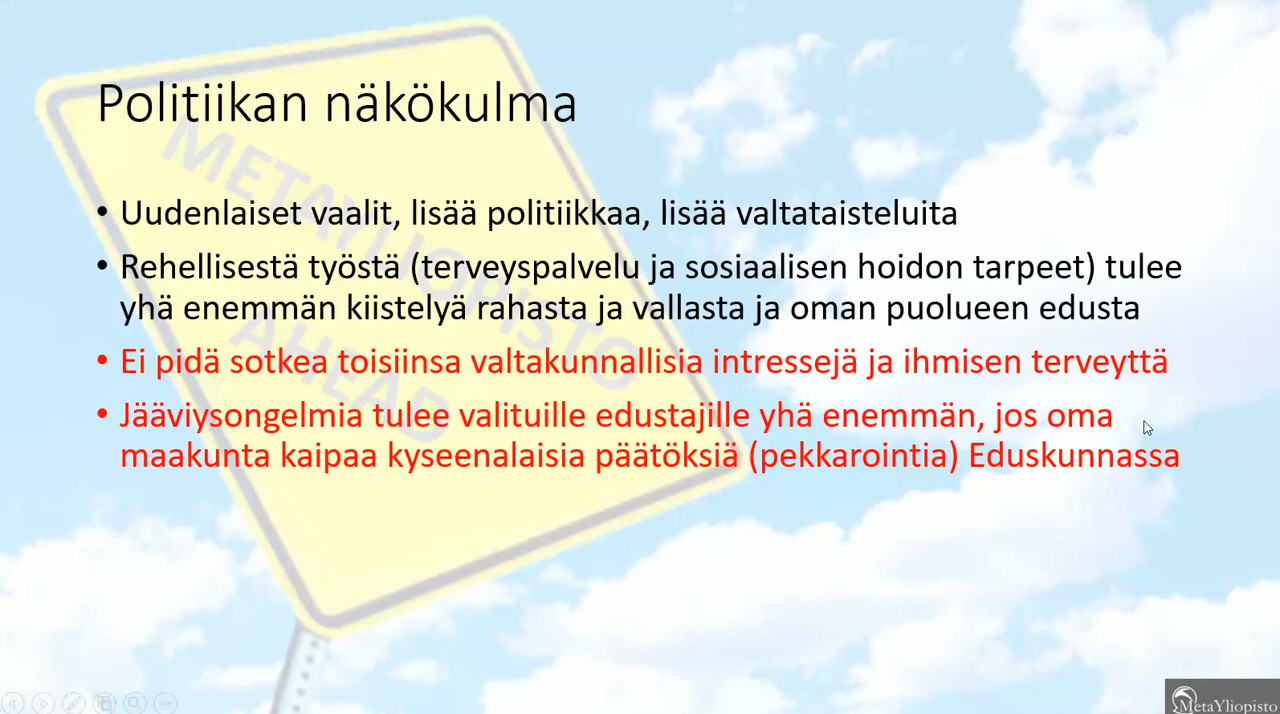 Politiikan näkökulma
• Uudenlaiset vaalit, lisää politiikkaa, lisää valtataisteluita
• Rehellisestä työstä (terveyspalvelu ja sosiaalisen hoidon tarpeet) tulee
yhä enemmän kiistelyä rahasta ja vallasta ja oman puolueen edusta
• Ei pidä sotkea toisiinsa valtakunnallisia intressejä ja ihmisen terveyttä
• Jääviysongelmia tulee valituille edustajille yhä enemmän, jos oma
maakunta kaipaa kyseenalaisia päätöksiä (pekkarointia) Eduskunnassa
METAYLIOPISTO
AHEAD
MetaYliopisto